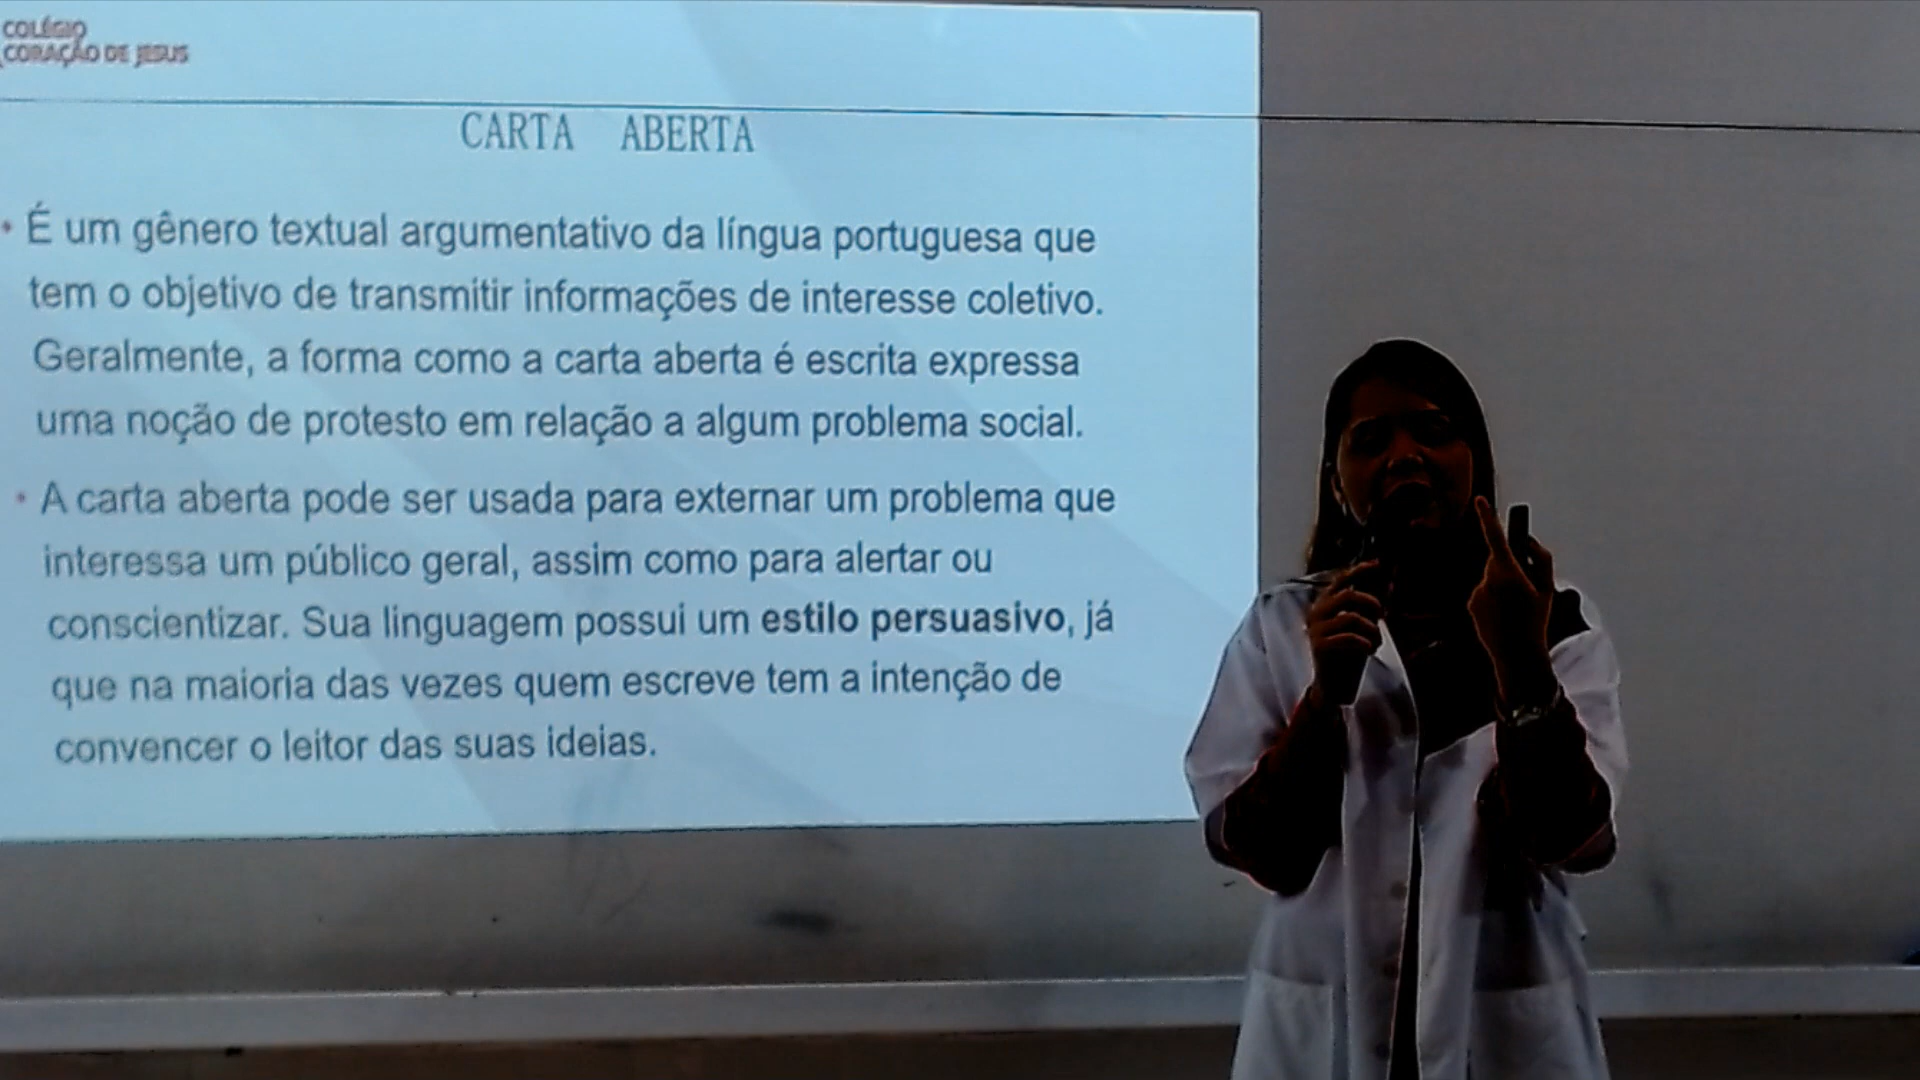 COLÉGIO
CORAÇÃO DE JESUS
CARTA ABERTA
• É um gênero textual argumentativo da língua portuguesa que
tem o objetivo de transmitir informações de interesse coletivo.
Geralmente, a forma como a carta aberta é escrita expressa
uma noção de protesto em relação a algum problema social.
• A carta aberta pode ser usada para externar um problema que
interessa um público geral, assim como para alertar ou
conscientizar. Sua linguagem possui um estilo persuasivo, já
que na maioria das vezes quem escreve tem a intenção de
convencer o leitor das suas ideias.